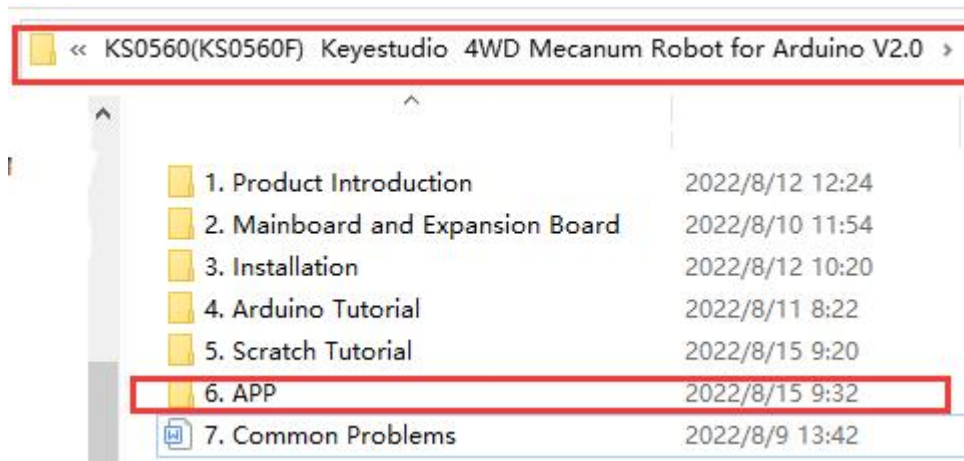 « KS0560(KS0560F) Keyestudio 4WD Mecanum Robot for Arduino V2.0 >
1. Product Introduction 2022/8/12 12:24
2. Mainboard and Expansion Board 2022/8/10 11:54
3. Installation 2022/8/12 10:20
4. Arduino Tutorial 2022/8/11 8:22
5. Scratch Tutorial 2022/8/15 9:20
6. APP 2022/8/15 9:32
7. Common Problems 2022/8/9 13:42